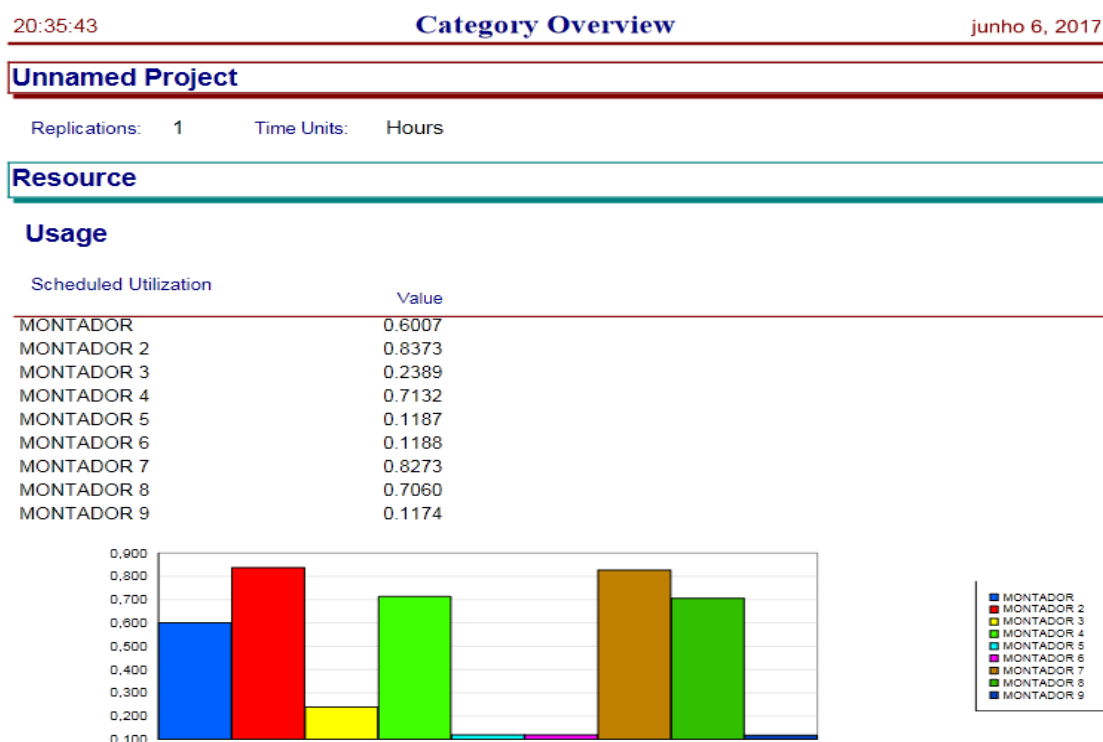 20:35:43 Category Overview junho 6, 2017
Unnamed Project
Replications: 1 Time Units: Hours
Resource
Usage
Scheduled Utilization
Value
MONTADOR 0.6007
MONTADOR 2 0.8373
MONTADOR 3 0.2389
MONTADOR 4 0.7132
MONTADOR 5 0.1187
MONTADOR 6 0.1188
MONTADOR 7 0.8273
MONTADOR 8 0.7060
MONTADOR 9 0.1174
0,900
0,800
0,700
0,600
0,500
0,400
0,300
0,200
0,100
MONTADOR
MONTADOR 2
MONTADOR 3
MONTADOR 4
MONTADOR 5
MONTADOR 6
MONTADOR 7
MONTADOR 8
MONTADOR 9